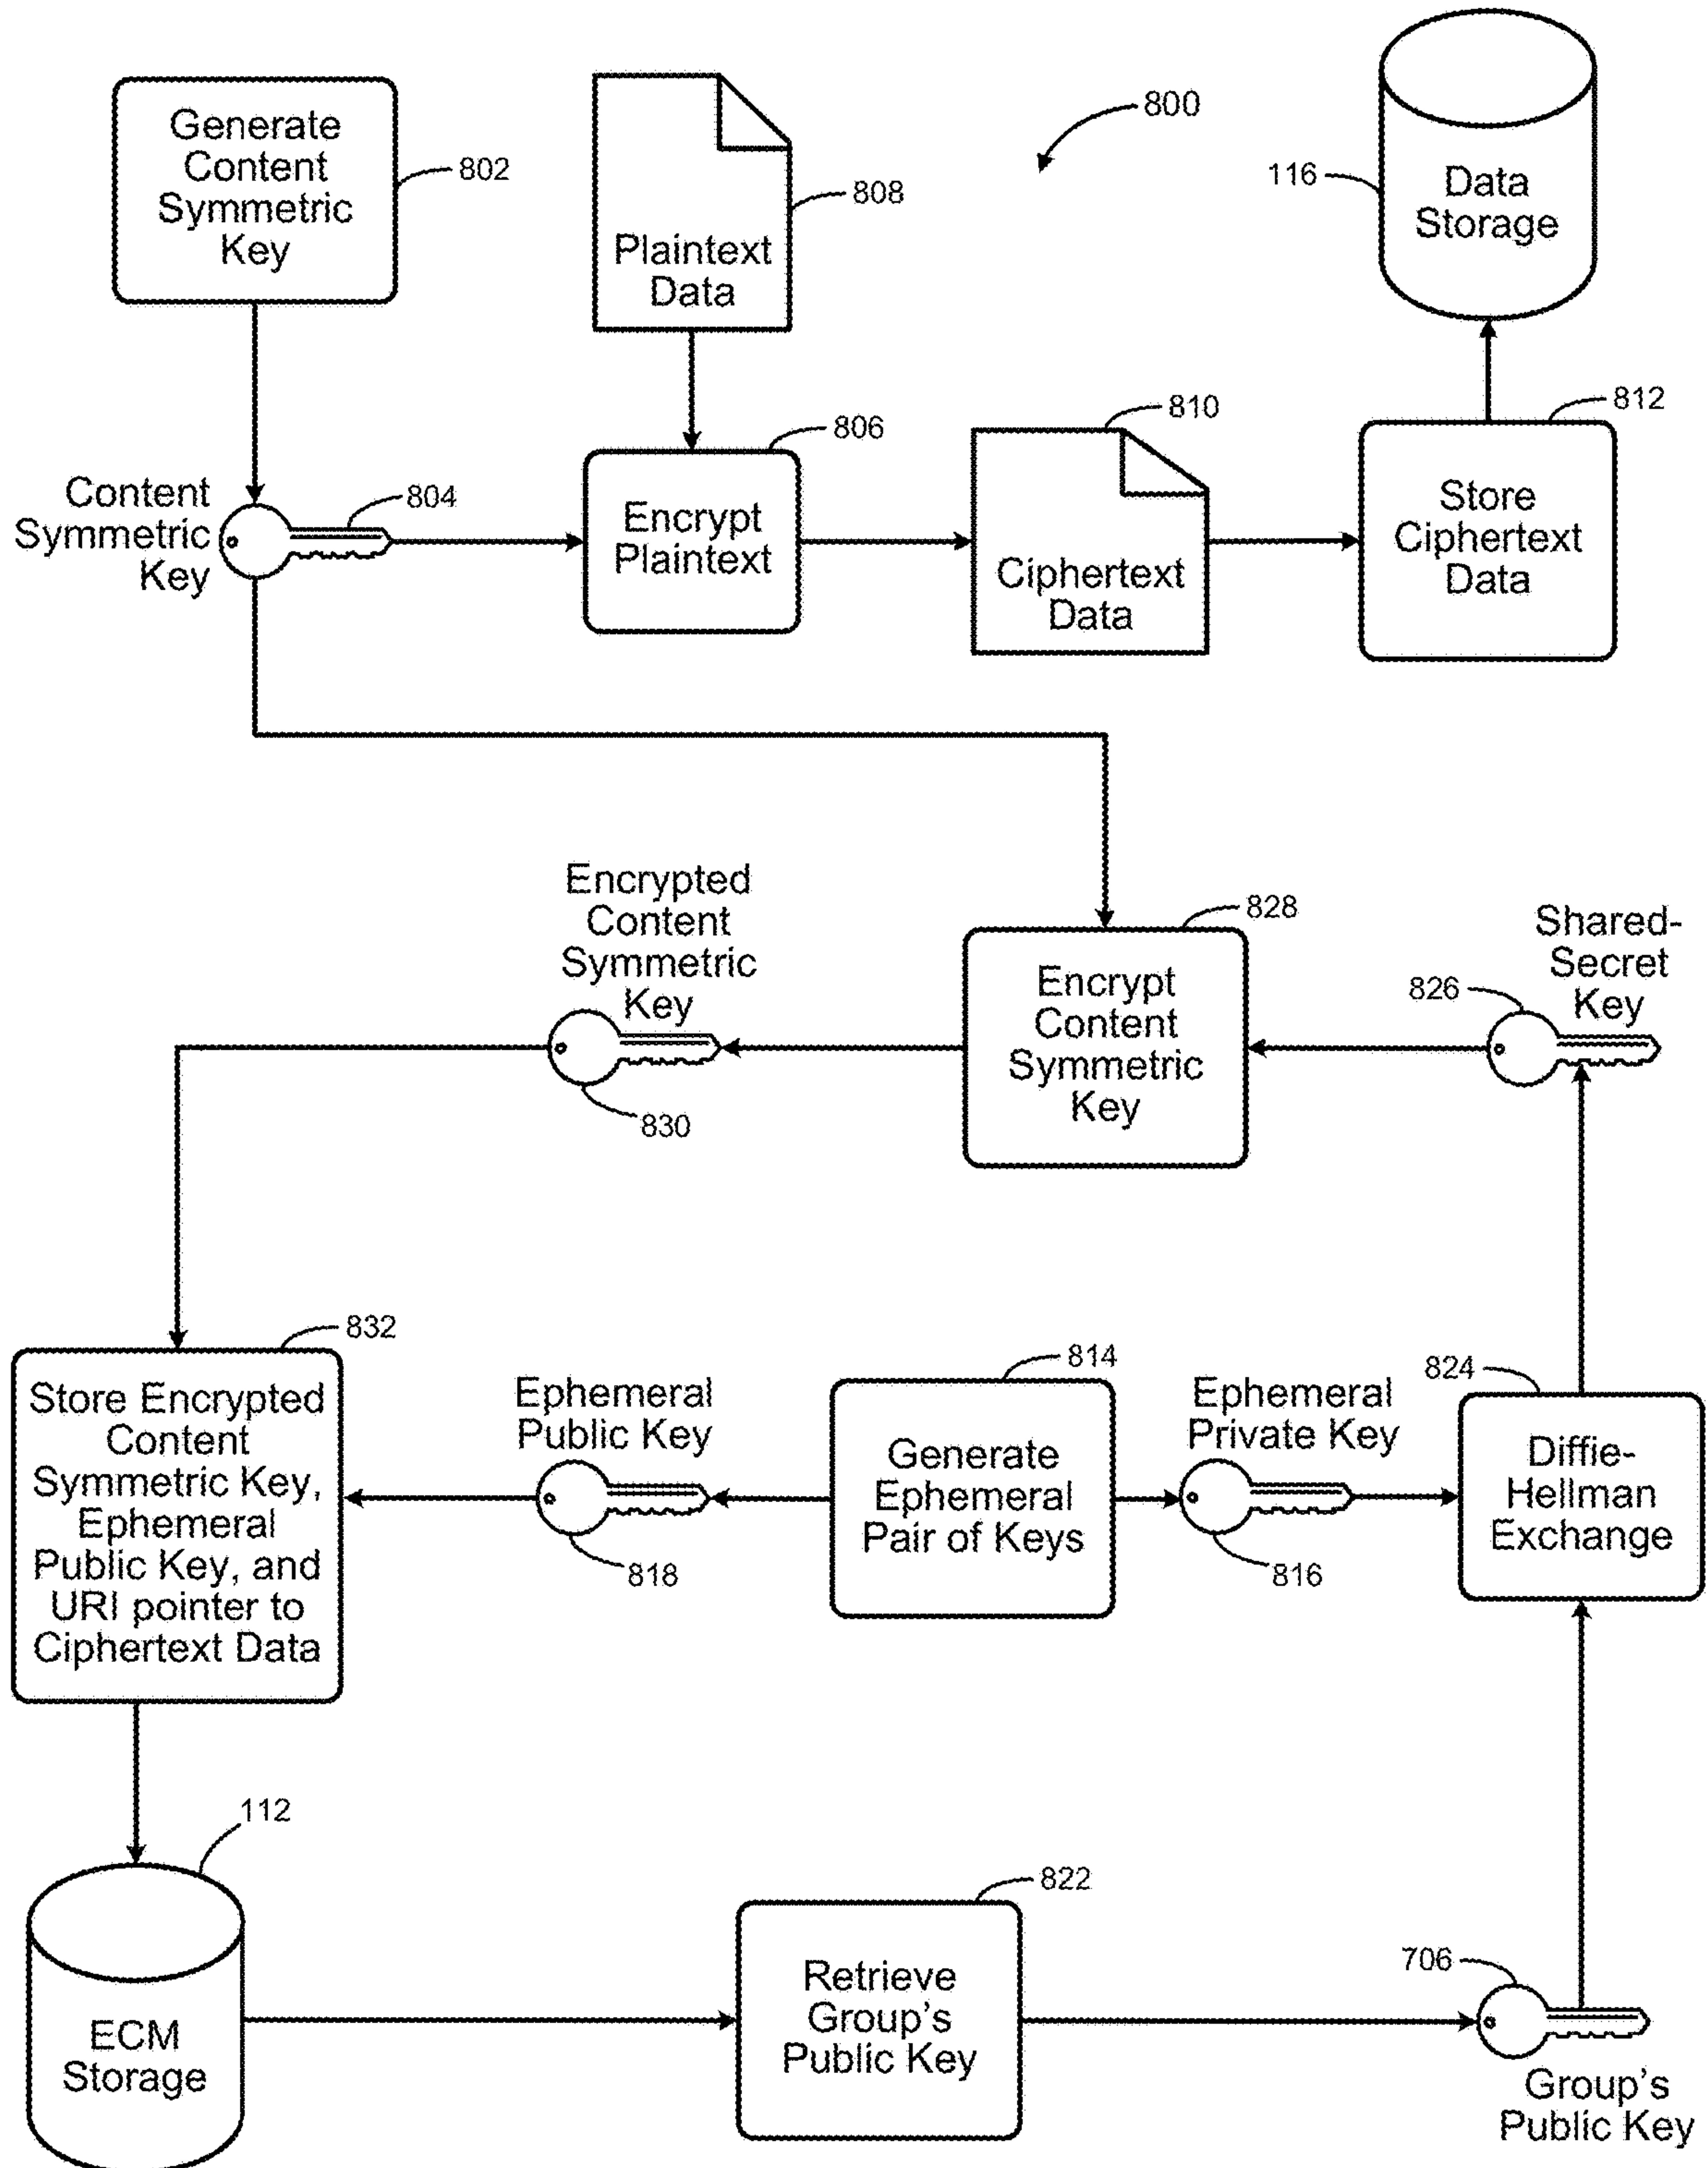 Generate
Content
Symmetric
Key
802
Plaintext
Data
808
800
116
Data
Storage
Content
Symmetric
Key
804
806
Encrypt
Plaintext
810
Ciphertext
Data
812
Store
Ciphertext
Data
Encrypted
Content
Symmetric
Key
830
828
Encrypt
Content
Symmetric
Key
826
Shared-
Secret
Key
832
Store Encrypted
Content
Symmetric Key,
Ephemeral
Public Key, and
URI pointer to
Ciphertext Data
Ephemeral
Public Key
818
814
Generate
Ephemeral
Pair of Keys
Ephemeral
Private Key
816
824
Diffie-
Hellman
Exchange
112
ECM
Storage
822
Retrieve
Group's
Public Key
706
Group's
Public Key